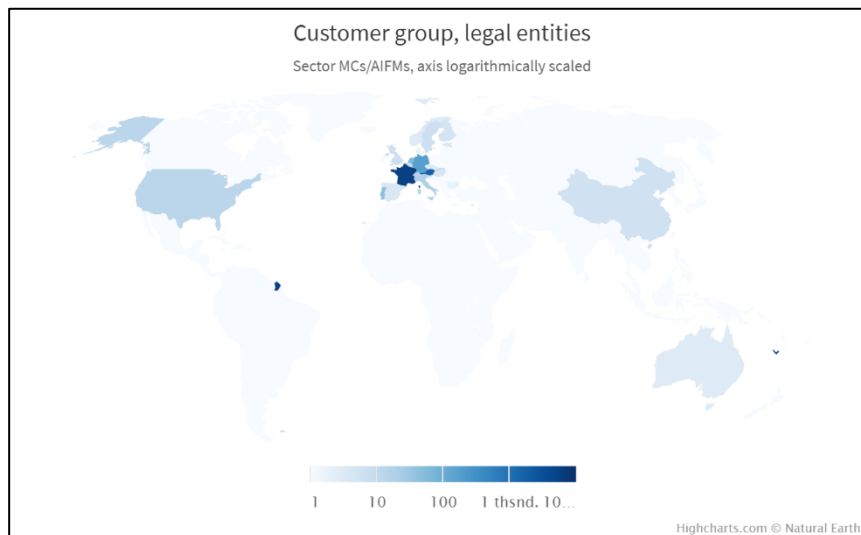 Customer group, legal entities
Sector MCs/AIFMs, axis logarithmically scaled
1 10 100 1 thsnd. 10...
Highcharts.com © Natural Earth